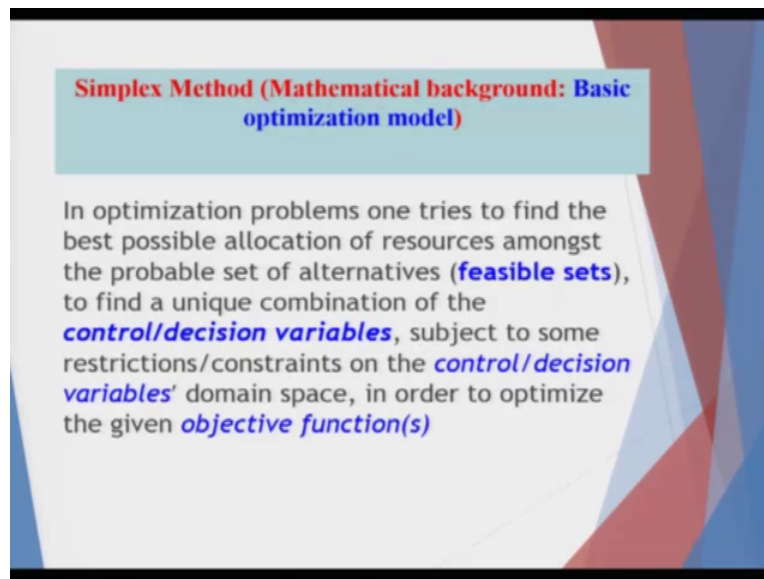 Simplex Method (Mathematical background: Basic
optimization model)
In optimization problems one tries to find the
best possible allocation of resources amongst
the probable set of alternatives (feasible sets),
to find a unique combination of the
control/decision variables, subject to some
restrictions/constraints on the control/decision
variables' domain space, in order to optimize
the given objective function(s)